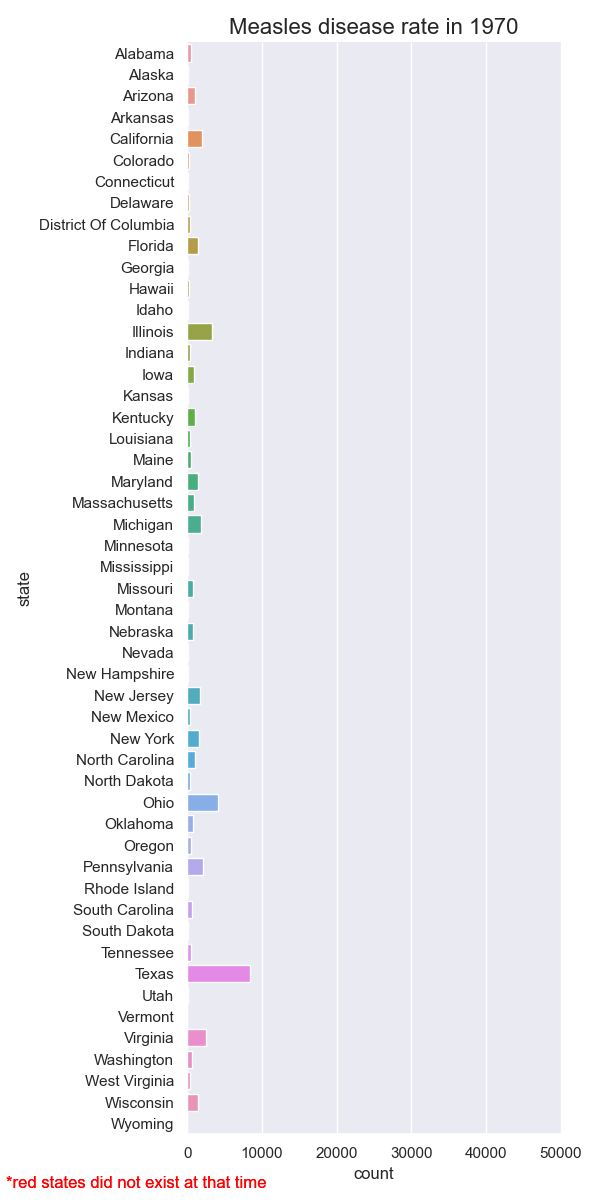 Measles disease rate in 1970
Alabama
Alaska
Arizona
Arkansas
California
Colorado
Connecticut
Delaware
District Of Columbia
Florida
Georgia
Hawaii
Idaho
Illinois
Indiana
Iowa
Kansas
Kentucky
Louisiana
Maine
Maryland
Massachusetts
Michigan
Minnesota
Mississippi
Missouri
Montana
Nebraska
Nevada
New Hampshire
New Jersey
New Mexico
New York
North Carolina
North Dakota
Ohio
Oklahoma
Oregon
Pennsylvania
Rhode Island
South Carolina
South Dakota
Tennessee
Texas
Utah
Vermont
Virginia
Washington
West Virginia
Wisconsin
Wyoming
state
0 10000 20000 30000 40000 50000
count
*red states did not exist at that time